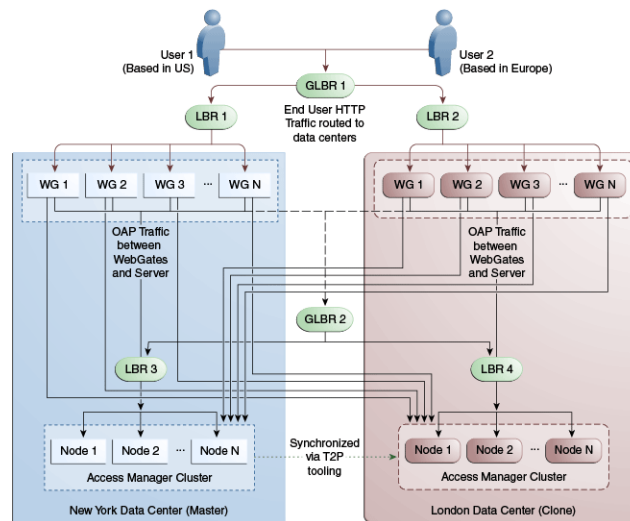 User 1
(Based in US)
User 2
(Based in Europe)
GLBR 1
LBR 1
End User HTTP
Traffic routed to
data centers
LBR 2
WG 1
WG 2
WG 3
...
WG N
WG 1
WG 2
WG 3
...
WG N
OAP Traffic
between
WebGates
and Server
OAP Traffic
between
WebGates
and Server
GLBR 2
LBR 3
LBR 4
Node 1
Node 2
...
Node N
Access Manager Cluster
Synchronized
via T2P
tooling
Node 1
Node 2
...
Node N
Access Manager Cluster
New York Data Center (Master)
London Data Center (Clone)